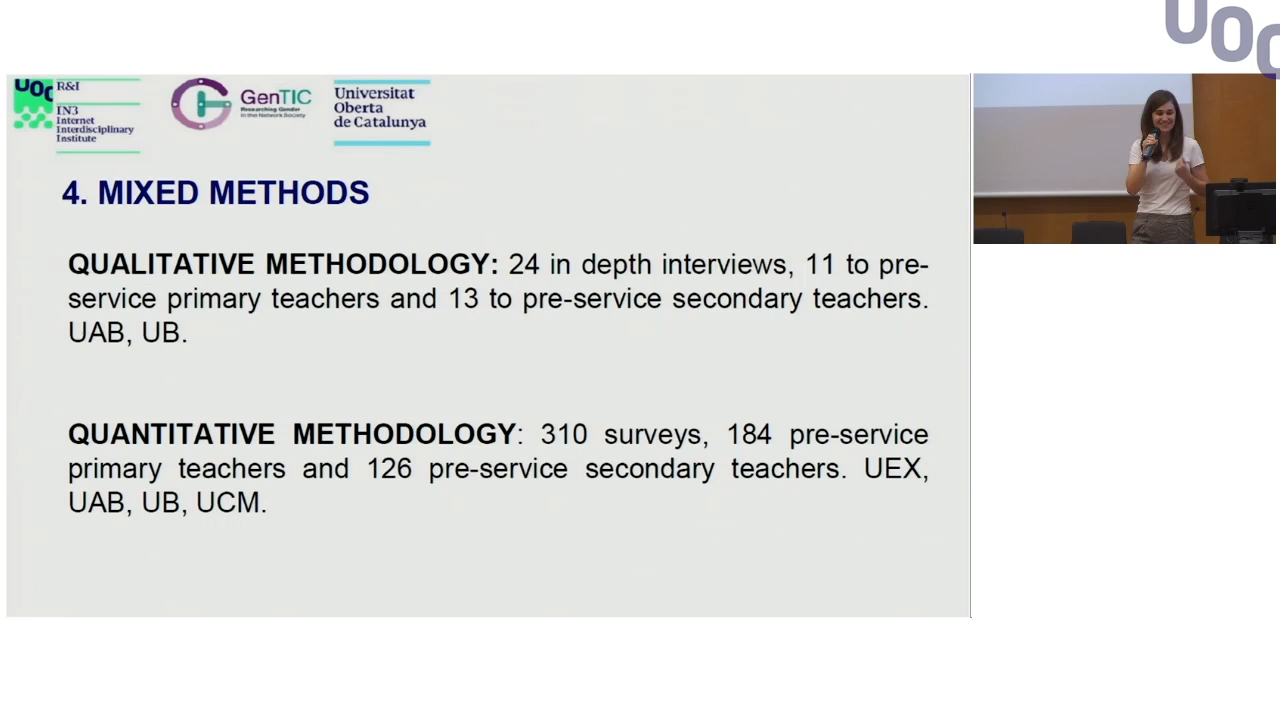 UOC
UOC
R&I
IN3
Internet
Interdisciplinary
Institute
GenTIC
Researching Gender
in the Network Society
Universitat
Oberta
de Catalunya
4. MIXED METHODS
QUALITATIVE METHODOLOGY: 24 in depth interviews, 11 to pre-
service primary teachers and 13 to pre-service secondary teachers.
UAB, UB.
QUANTITATIVE METHODOLOGY: 310 surveys, 184 pre-service
primary teachers and 126 pre-service secondary teachers. UEX,
UAB, UB, UCM.